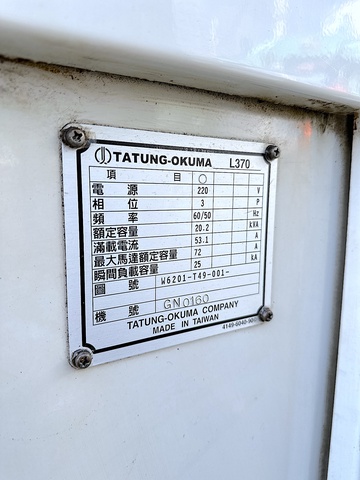 TATUNG-OKUMA L370
項 目
電 源 220 V
相 位 3 P
頻 率 60/50 Hz
額定容量 20.2 kVA
滿載電流 53.1 A
最大馬達額定容量 72 A
瞬間負載容量 25 kA
圖 號 W6201-T49-001-
機 號 GN0160
TATUNG-OKUMA COMPANY
MADE IN TAIWAN